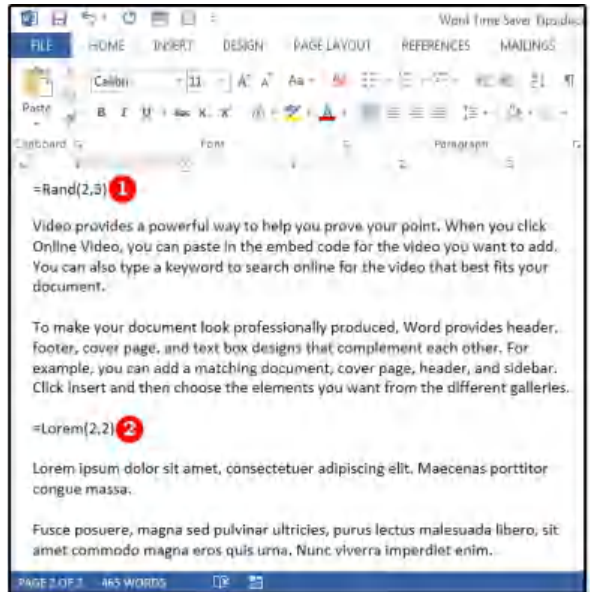 Word Time Saver Tips.docx
FILE HOME INSERT DESIGN PAGE LAYOUT REFERENCES MAILINGS
Calibri 11 Aa
Paste B I U abc
Clipboard Font Paragraph
=Rand(2,3) 1
Video provides a powerful way to help you prove your point. When you click
Online Video, you can paste in the embed code for the video you want to add.
You can also type a keyword to search online for the video that best fits your
document.
To make your document look professionally produced, Word provides header,
footer, cover page, and text box designs that complement each other. For
example, you can add a matching document, cover page, header, and sidebar.
Click Insert and then choose the elements you want from the different galleries.
=Lorem(2,2) 2
Lorem ipsum dolor sit amet, consectetuer adipiscing elit. Maecenas porttitor
congue massa.
Fusce posuere, magna sed pulvinar ultricies, purus lectus malesuada libero, sit
amet commodo magna eros quis urna. Nunc viverra imperdiet enim.
PAGE 2 OF 2 465 WORDS